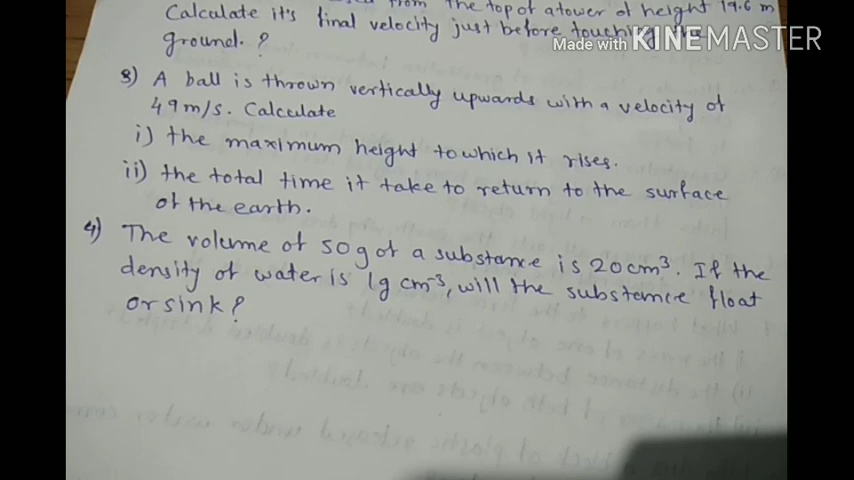 from the top of a tower of height 19.6 m
Calculate it's final velocity just before touching
ground. ?
Made with KINEMASTER
3) A ball is thrown vertically upwards with a velocity of
49m/s. Calculate
i) the maximum height to which it rises.
ii) the total time it take to return to the surface
of the earth.
4) The volume of 50g of a substance is 20cm³. If the
density of water is 1g cm⁻³, will the substance float
or sink?